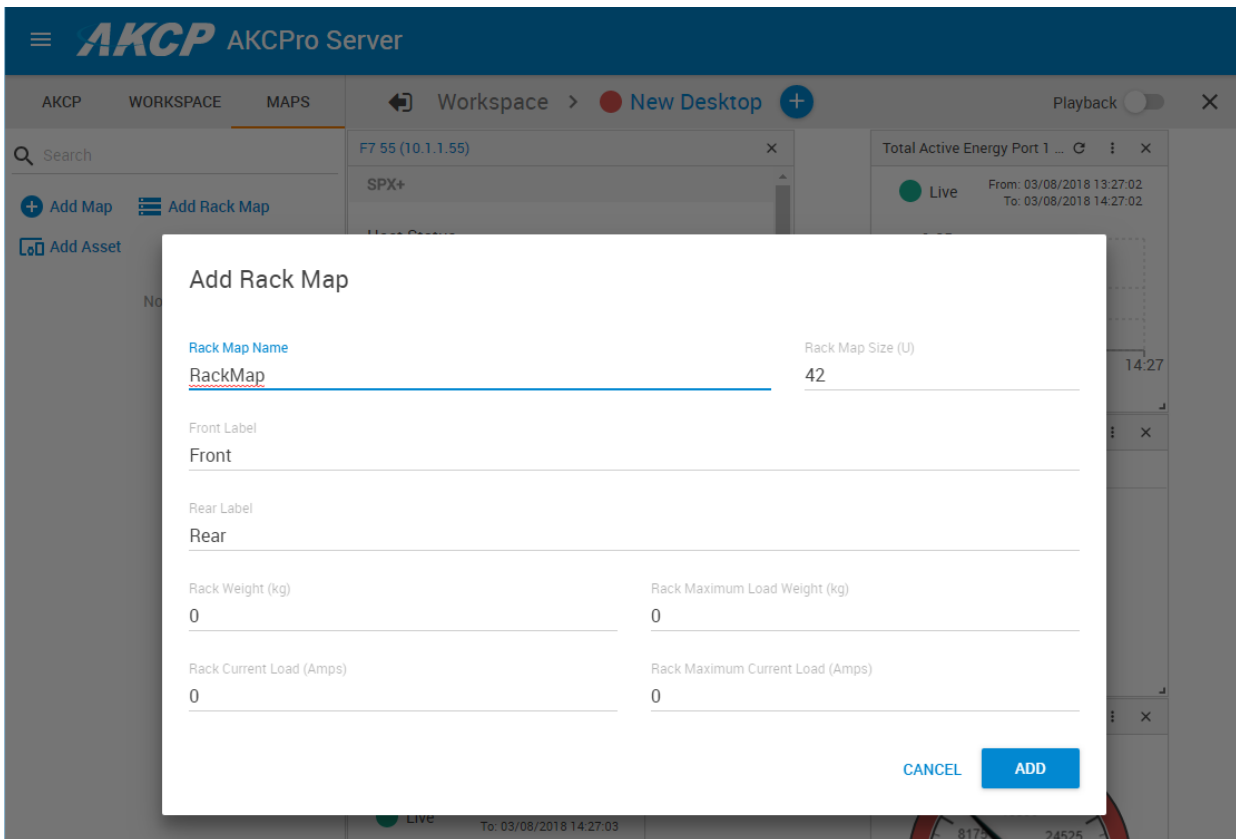 AKCP AKCPro Server
AKCP WORKSPACE MAPS
Workspace > New Desktop
Playback
Search
Add Map Add Rack Map
Add Asset
F7 55 (10.1.1.55)
SPX+
Total Active Energy Port 1 ...
Live
From: 03/08/2018 13:27:02
To: 03/08/2018 14:27:02
14:27
Add Rack Map
Rack Map Name
RackMap
Rack Map Size (U)
42
Front Label
Front
Rear Label
Rear
Rack Weight (kg)
0
Rack Maximum Load Weight (kg)
0
Rack Current Load (Amps)
0
Rack Maximum Current Load (Amps)
0
CANCEL ADD
Live
To: 03/08/2018 14:27:03
8175 24525